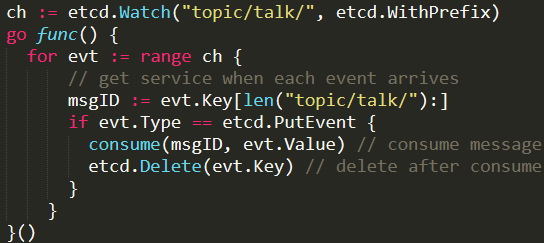 ch := etcd.Watch("topic/talk/", etcd.WithPrefix)
go func() {
for evt := range ch {
// get service when each event arrives
msgID := evt.Key[len("topic/talk/"):]
if evt.Type == etcd.PutEvent {
consume(msgID, evt.Value) // consume message
etcd.Delete(evt.Key) // delete after consume
}
}
}()